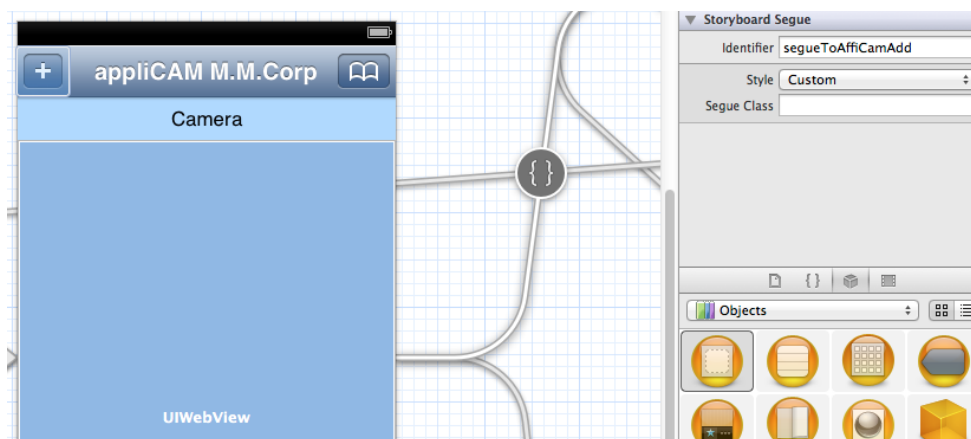 appliCAM M.M.Corp
Camera
UIWebView
{ }
Storyboard Segue
Identifier segueToAffiCamAdd
Style Custom
Segue Class
{ }
Objects